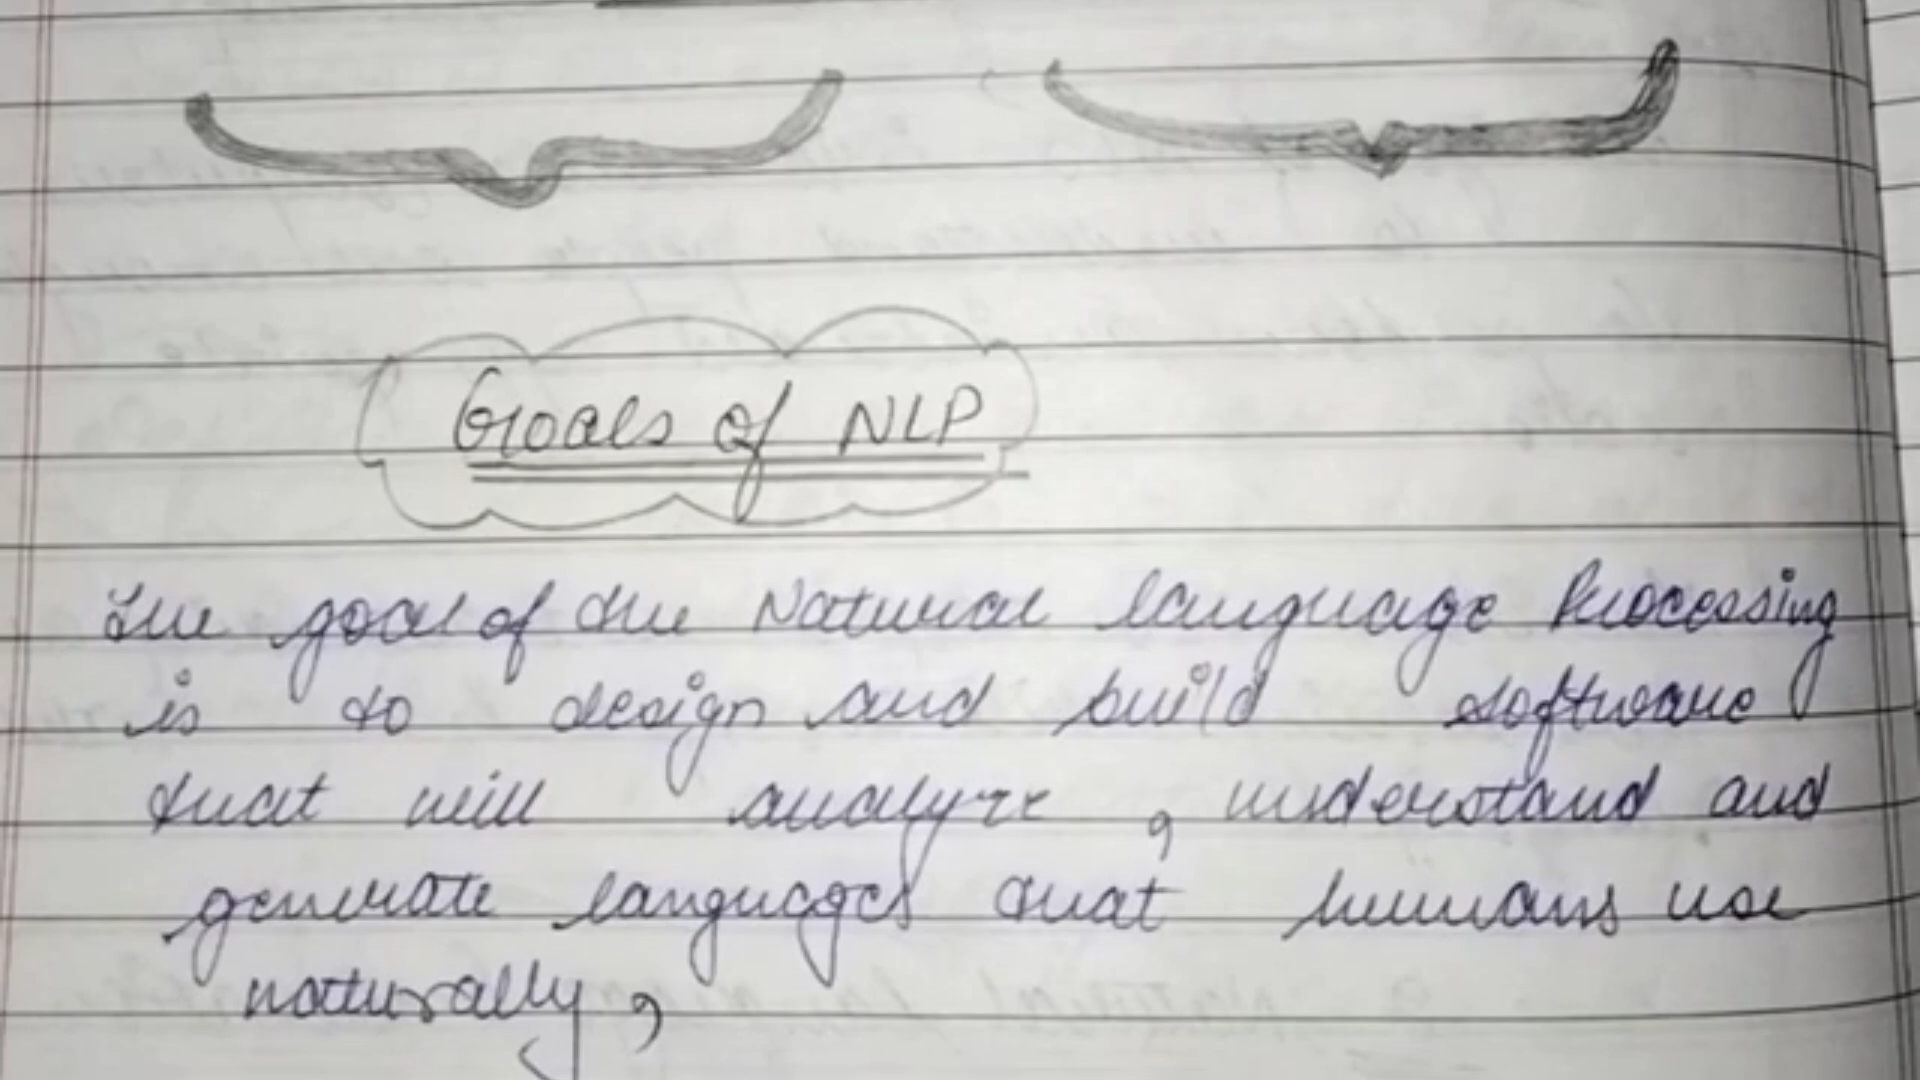 Goals of NLP
The goal of the Natural language Processing
is to design and build software
that will analyze, understand and
generate languages that humans use
naturally,